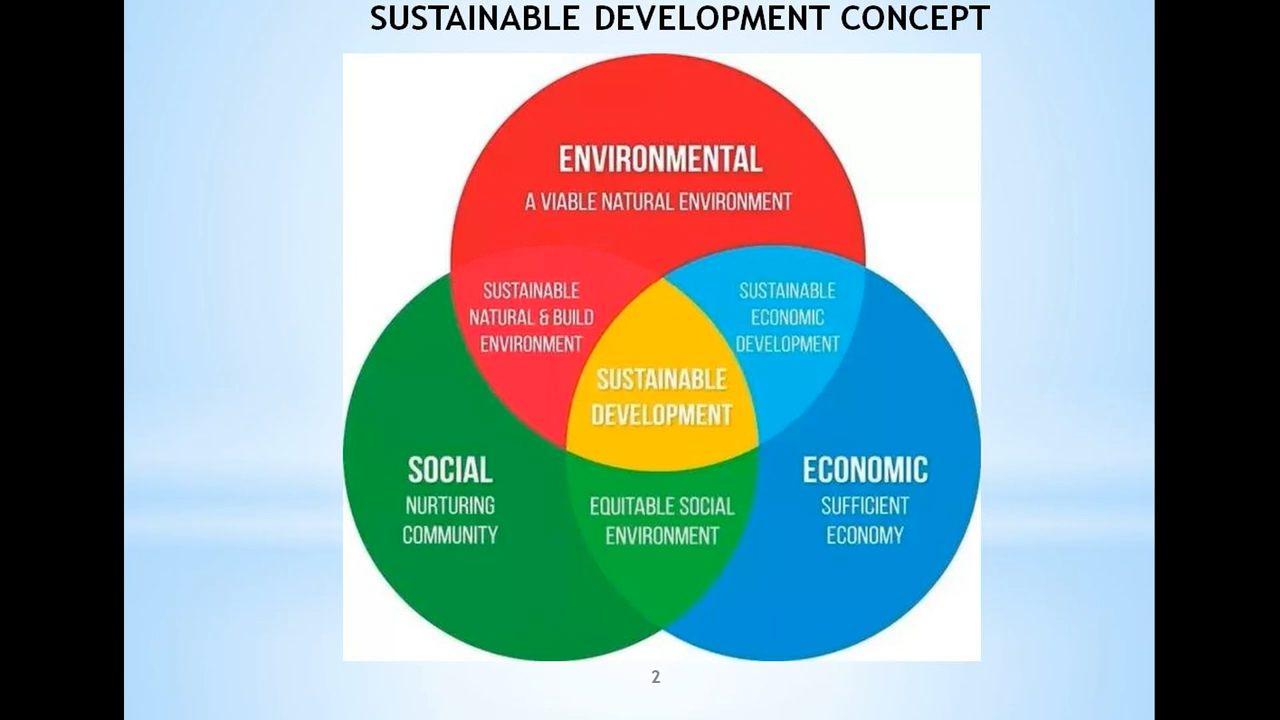 SUSTAINABLE DEVELOPMENT CONCEPT
ENVIRONMENTAL
A VIABLE NATURAL ENVIRONMENT
SUSTAINABLE
NATURAL & BUILD
ENVIRONMENT
SUSTAINABLE
ECONOMIC
DEVELOPMENT
SUSTAINABLE
DEVELOPMENT
SOCIAL
NURTURING
COMMUNITY
EQUITABLE SOCIAL
ENVIRONMENT
ECONOMIC
SUFFICIENT
ECONOMY
2